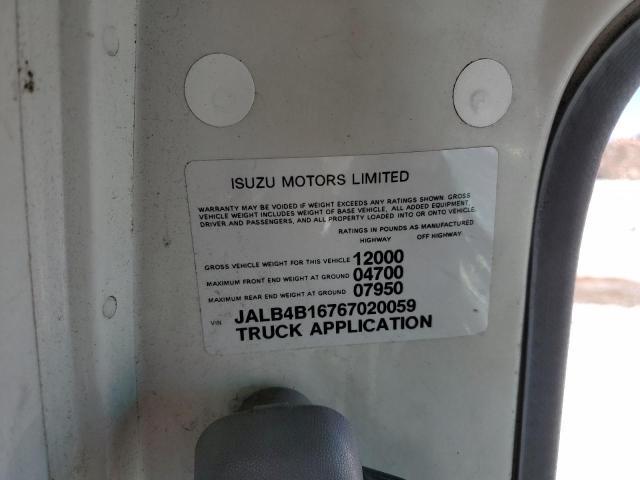 ISUZU MOTORS LIMITED
WARRANTY MAY BE VOIDED IF WEIGHT EXCEEDS ANY RATINGS SHOWN. GROSS
VEHICLE WEIGHT INCLUDES WEIGHT OF BASE VEHICLE, ALL ADDED EQUIPMENT,
DRIVER AND PASSENGERS, AND ALL PROPERTY LOADED INTO OR ONTO VEHICLE.
RATINGS IN POUNDS AS MANUFACTURED
HIGHWAY OFF HIGHWAY
GROSS VEHICLE WEIGHT FOR THIS VEHICLE 12000
MAXIMUM FRONT END WEIGHT AT GROUND 04700
MAXIMUM REAR END WEIGHT AT GROUND 07950
VIN JALB4B16767020059
TRUCK APPLICATION